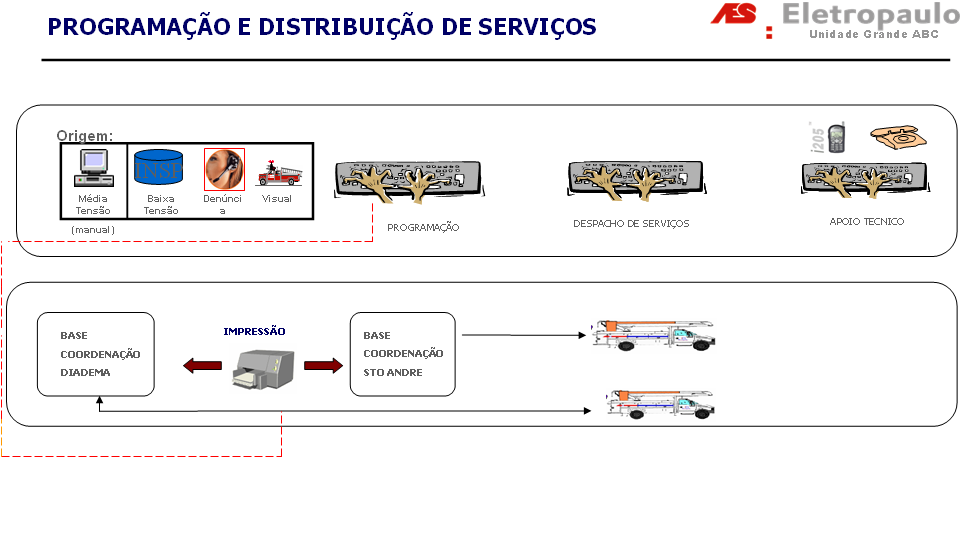 PROGRAMAÇÃO E DISTRIBUIÇÃO DE SERVIÇOS
AES Eletropaulo
Unidade Grande ABC
Origem:
INSP
i205
Média
Tensão
(manual)
Baixa
Tensão
Denúnci
a
Visual
PROGRAMAÇÃO
DESPACHO DE SERVIÇOS
APOIO TECNICO
BASE
COORDENAÇÃO
DIADEMA
IMPRESSÃO
BASE
COORDENAÇÃO
STO ANDRE